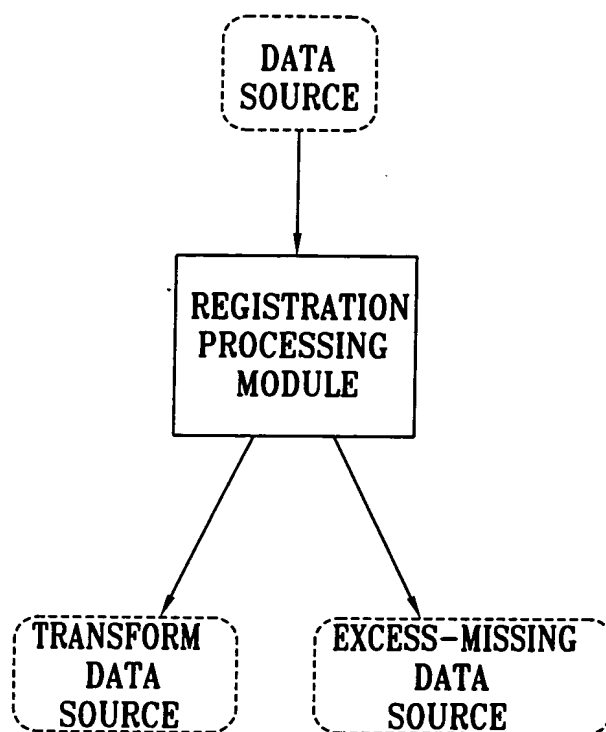 DATA
SOURCE
REGISTRATION
PROCESSING
MODULE
TRANSFORM
DATA
SOURCE
EXCESS-MISSING
DATA
SOURCE